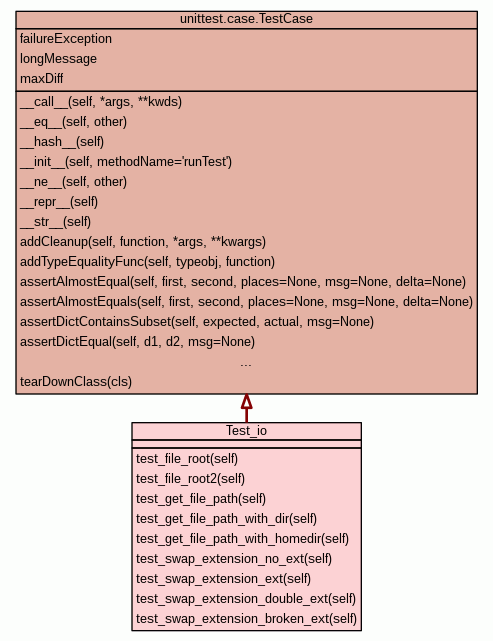 unittest.case.TestCase
failureException
longMessage
maxDiff
__call__(self, *args, **kwds)
__eq__(self, other)
__hash__(self)
__init__(self, methodName='runTest')
__ne__(self, other)
__repr__(self)
__str__(self)
addCleanup(self, function, *args, **kwargs)
addTypeEqualityFunc(self, typeobj, function)
assertAlmostEqual(self, first, second, places=None, msg=None, delta=None)
assertAlmostEquals(self, first, second, places=None, msg=None, delta=None)
assertDictContainsSubset(self, expected, actual, msg=None)
assertDictEqual(self, d1, d2, msg=None)
...
tearDownClass(cls)
Test_io
test_file_root(self)
test_file_root2(self)
test_get_file_path(self)
test_get_file_path_with_dir(self)
test_get_file_path_with_homedir(self)
test_swap_extension_no_ext(self)
test_swap_extension_ext(self)
test_swap_extension_double_ext(self)
test_swap_extension_broken_ext(self)